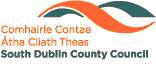 Comhairle Contae
Átha Cliath Theas
South Dublin County Council